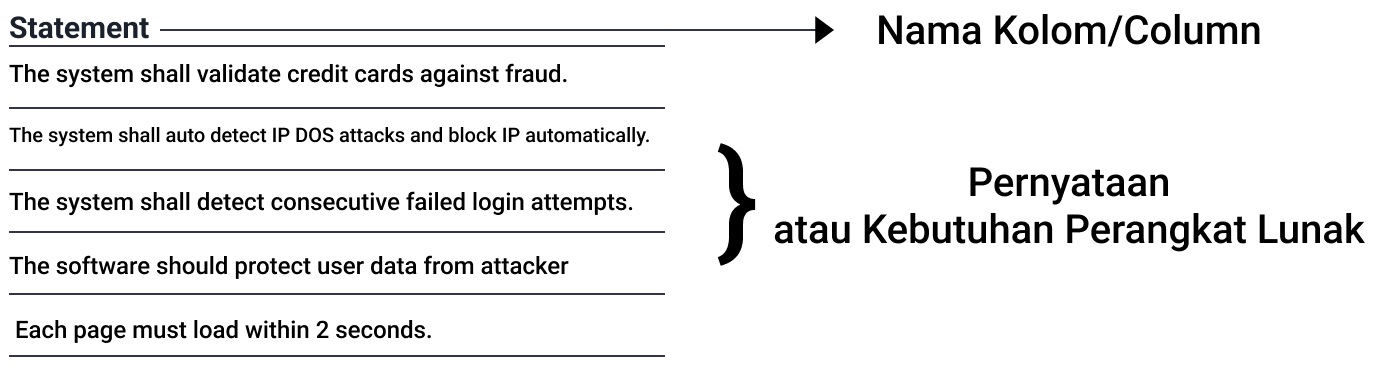 Statement
Nama Kolom/Column
The system shall validate credit cards against fraud.
The system shall auto detect IP DOS attacks and block IP automatically.
The system shall detect consecutive failed login attempts.
The software should protect user data from attacker
Each page must load within 2 seconds.
Pernyataan
atau Kebutuhan Perangkat Lunak